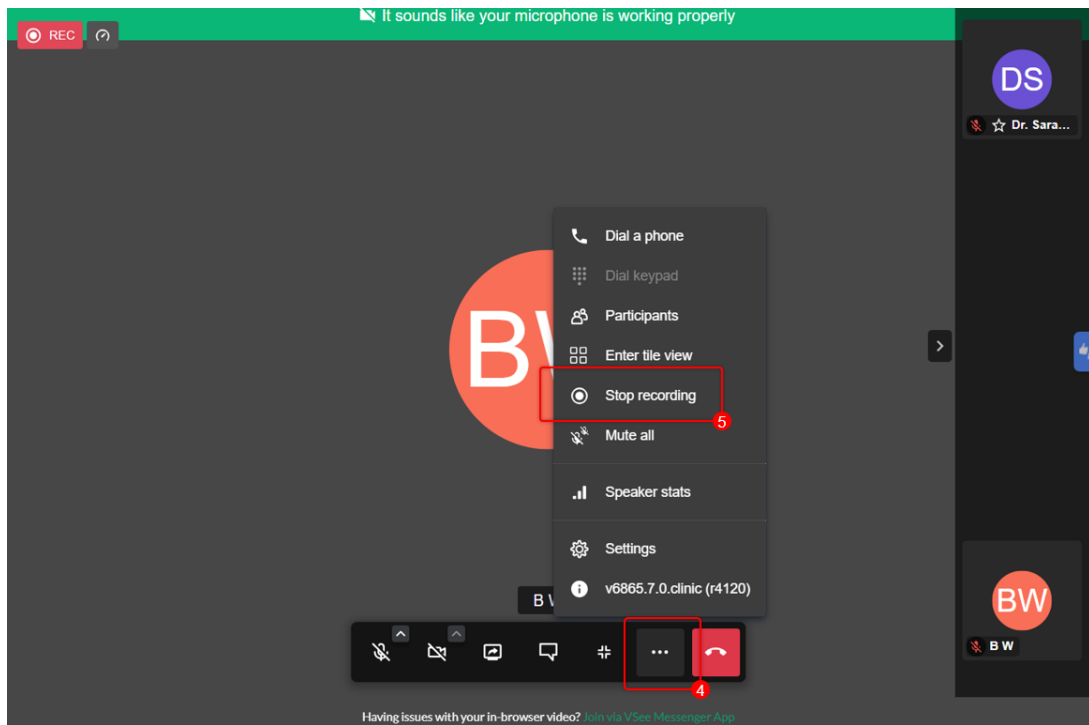 It sounds like your microphone is working properly
REC
DS
Dr. Sara...
Dial a phone
Dial keypad
Participants
Enter tile view
Stop recording
5
Mute all
Speaker stats
Settings
v6865.7.0.clinic (r4120)
BW
B W
BW
B W
4
Having issues with your in-browser video? Join via VSee Messenger App